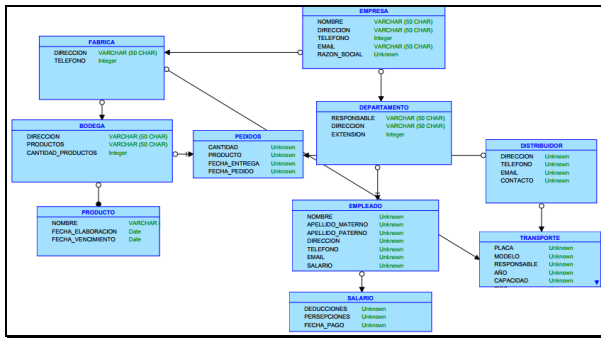 EMPRESA
NOMBRE VARCHAR (50 CHAR)
DIRECCION VARCHAR (50 CHAR)
TELEFONO Integer
EMAIL VARCHAR (50 CHAR)
RAZON_SOCIAL Unknown
FABRICA
DIRECCION VARCHAR (50 CHAR)
TELEFONO Integer
DEPARTAMENTO
RESPONSABLE VARCHAR (50 CHAR)
DIRECCION VARCHAR (50 CHAR)
EXTENSION Integer
BODEGA
DIRECCION VARCHAR (50 CHAR)
PRODUCTOS VARCHAR (50 CHAR)
CANTIDAD_PRODUCTOS Integer
PEDIDOS
CANTIDAD Unknown
PRODUCTO Unknown
FECHA_ENTREGA Unknown
FECHA_PEDIDO Unknown
DISTRIBUIDOR
DIRECCION Unknown
TELEFONO Unknown
EMAIL Unknown
CONTACTO Unknown
PRODUCTO
NOMBRE VARCHAR (
FECHA_ELABORACION Date
FECHA_VENCIMIENTO Date
EMPLEADO
NOMBRE Unknown
APELLIDO_MATERNO Unknown
APELLIDO_PATERNO Unknown
DIRECCION Unknown
TELEFONO Unknown
EMAIL Unknown
SALARIO Unknown
TRANSPORTE
PLACA Unknown
MODELO Unknown
RESPONSABLE Unknown
AÑO Unknown
CAPACIDAD Unknown
SALARIO
DEDUCCIONES Unknown
PERSEPCIONES Unknown
FECHA_PAGO Unknown